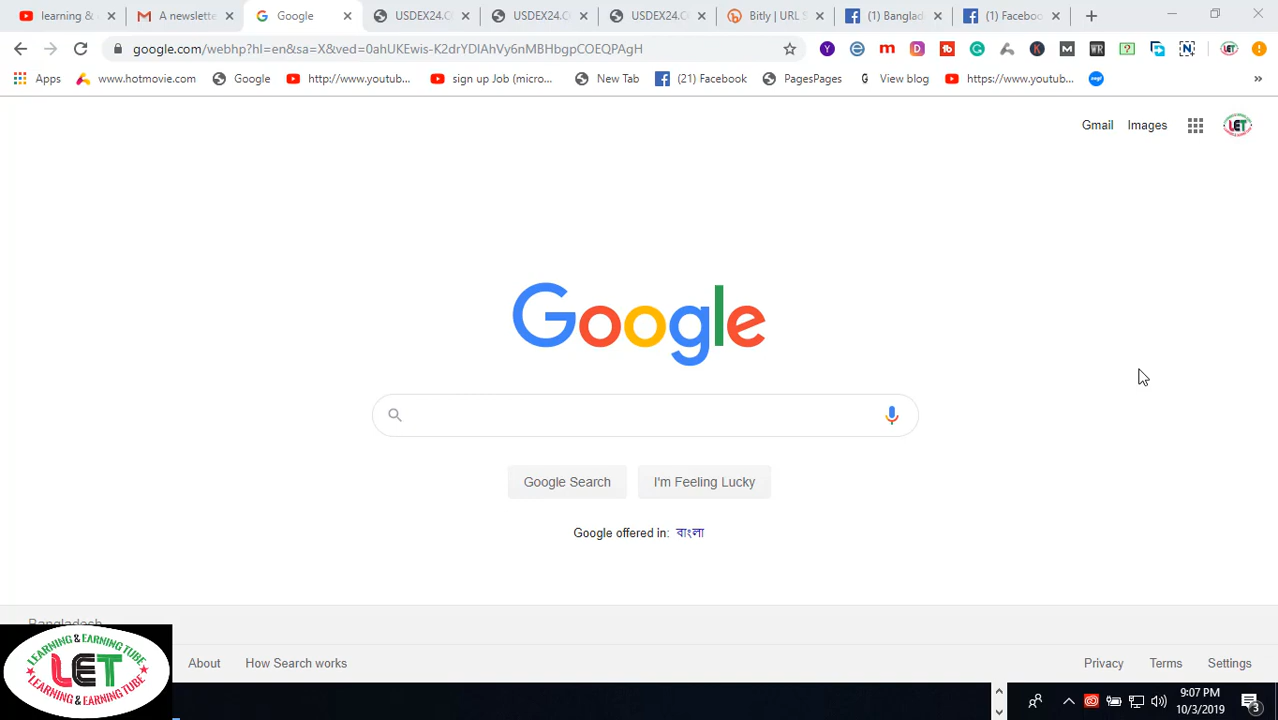 learning &
A newslette
Google
USDEX24.C
USDEX24.C
USDEX24.C
Bitly | URL S
(1) Banglad
(1) Faceboo
google.com/webhp?hl=en&sa=X&ved=0ahUKEwis-K2drYDlAhVy6nMBHbgpCOEQPAgH
Apps
www.hotmovie.com
Google
http://www.youtub...
sign up Job (micro...
New Tab
(21) Facebook
PagesPages
View blog
https://www.youtub...
Gmail
Images
LET
Google
Google Search
I'm Feeling Lucky
Google offered in: বাংলা
Bangladesh
About
How Search works
Privacy
Terms
Settings
LEARNING & EARNING TUBE
LET
LEARNING & EARNING TUBE
9:07 PM
10/3/2019
3